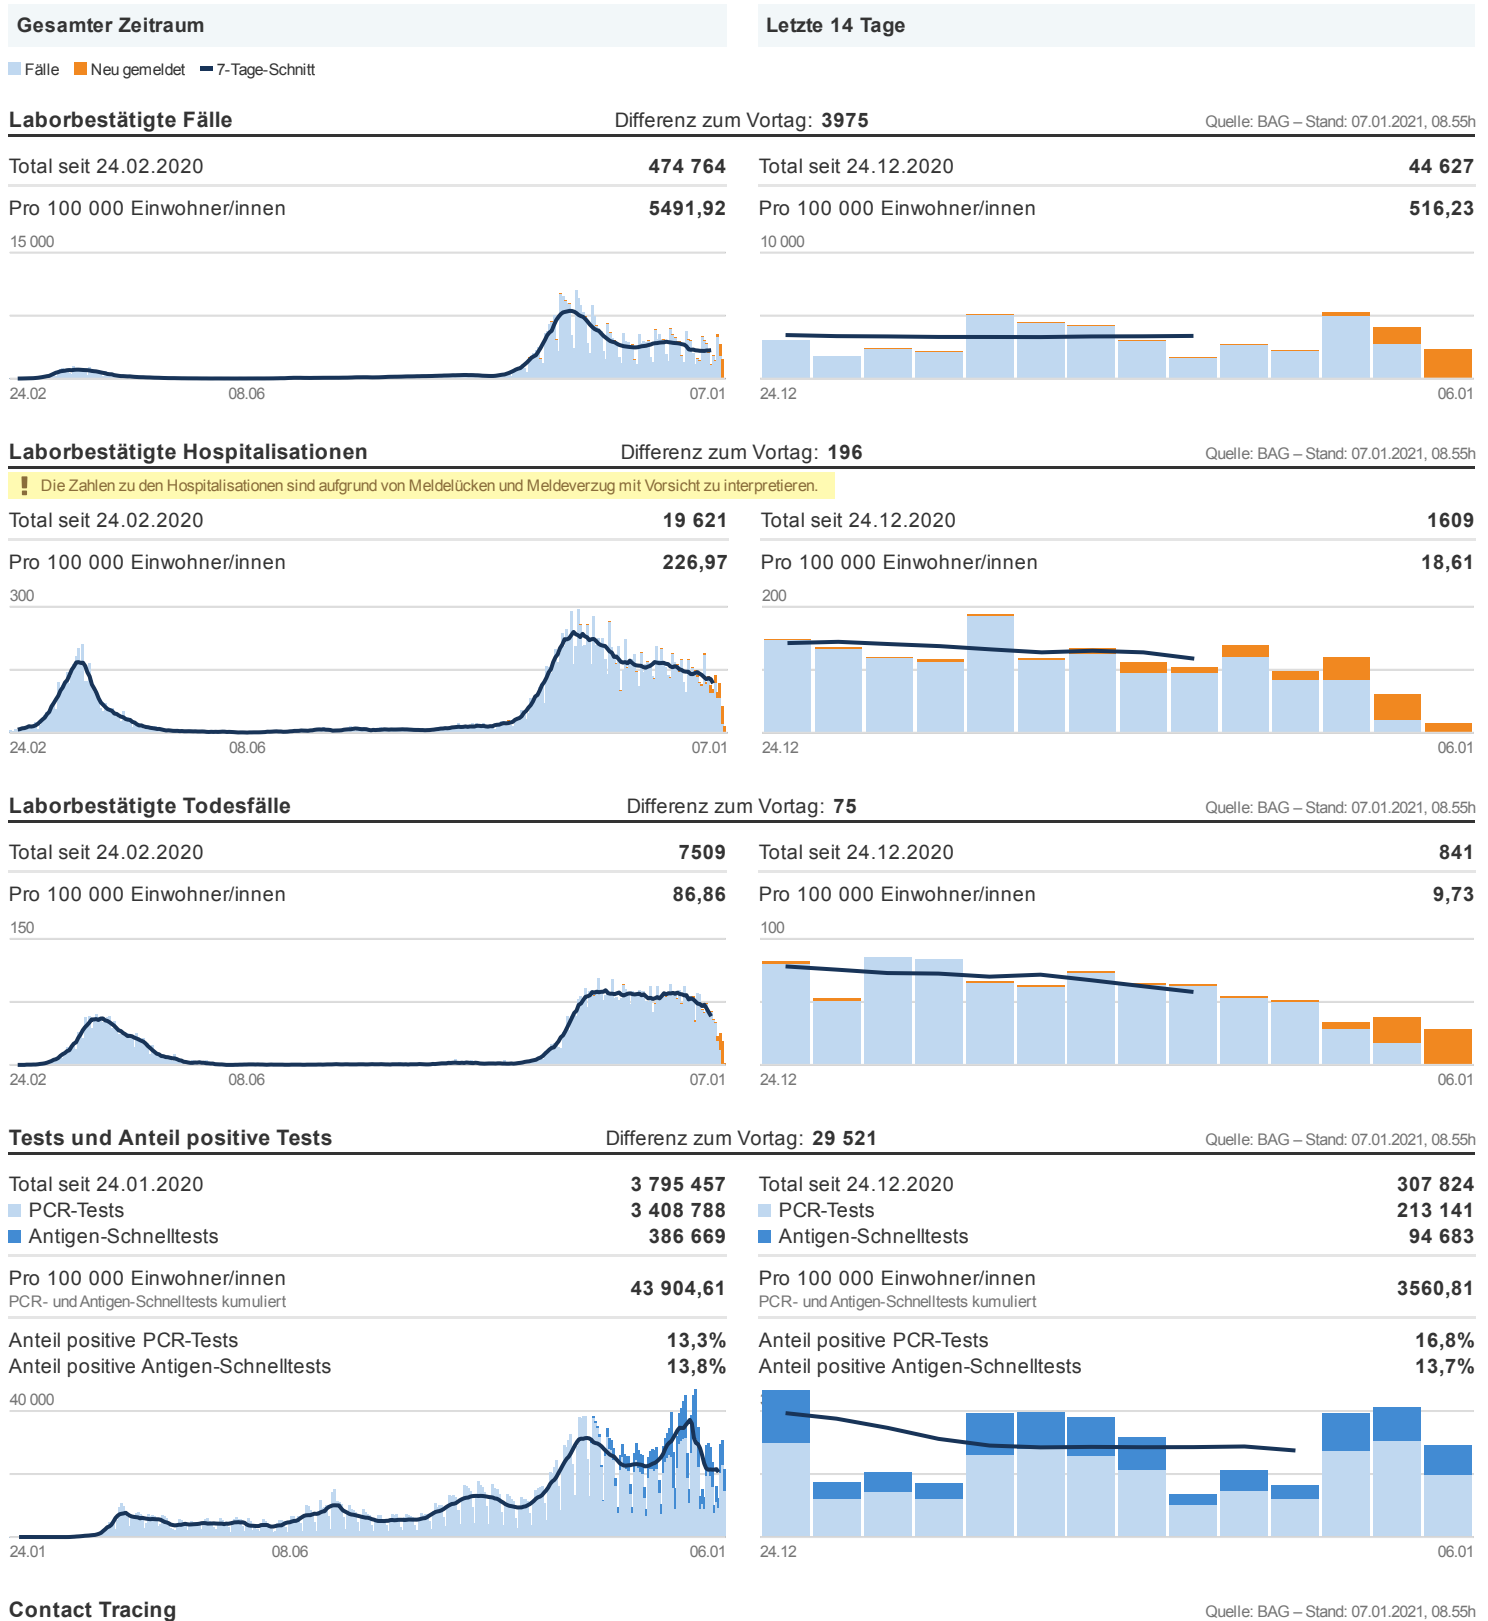 Gesamter Zeitraum
Letzte 14 Tage
Fälle Neu gemeldet 7-Tage-Schnitt
Laborbestätigte Fälle Differenz zum Vortag: 3975 Quelle: BAG – Stand: 07.01.2021, 08.55h
Total seit 24.02.2020 474 764
Pro 100 000 Einwohner/innen 5491,92
15 000
24.02 08.06 07.01
Total seit 24.12.2020 44 627
Pro 100 000 Einwohner/innen 516,23
10 000
24.12 06.01
Laborbestätigte Hospitalisationen Differenz zum Vortag: 196 Quelle: BAG – Stand: 07.01.2021, 08.55h
! Die Zahlen zu den Hospitalisationen sind aufgrund von Meldelücken und Meldeverzug mit Vorsicht zu interpretieren.
Total seit 24.02.2020 19 621
Pro 100 000 Einwohner/innen 226,97
300
24.02 08.06 07.01
Total seit 24.12.2020 1609
Pro 100 000 Einwohner/innen 18,61
200
24.12 06.01
Laborbestätigte Todesfälle Differenz zum Vortag: 75 Quelle: BAG – Stand: 07.01.2021, 08.55h
Total seit 24.02.2020 7509
Pro 100 000 Einwohner/innen 86,86
150
24.02 08.06 07.01
Total seit 24.12.2020 841
Pro 100 000 Einwohner/innen 9,73
100
24.12 06.01
Tests und Anteil positive Tests Differenz zum Vortag: 29 521 Quelle: BAG – Stand: 07.01.2021, 08.55h
Total seit 24.01.2020 3 795 457
PCR-Tests 3 408 788
Antigen-Schnelltests 386 669
Pro 100 000 Einwohner/innen 43 904,61
PCR- und Antigen-Schnelltests kumuliert
Anteil positive PCR-Tests 13,3%
Anteil positive Antigen-Schnelltests 13,8%
40 000
24.01 08.06 06.01
Total seit 24.12.2020 307 824
PCR-Tests 213 141
Antigen-Schnelltests 94 683
Pro 100 000 Einwohner/innen 3560,81
PCR- und Antigen-Schnelltests kumuliert
Anteil positive PCR-Tests 16,8%
Anteil positive Antigen-Schnelltests 13,7%
24.12 06.01
Contact Tracing Quelle: BAG – Stand: 07.01.2021, 08.55h